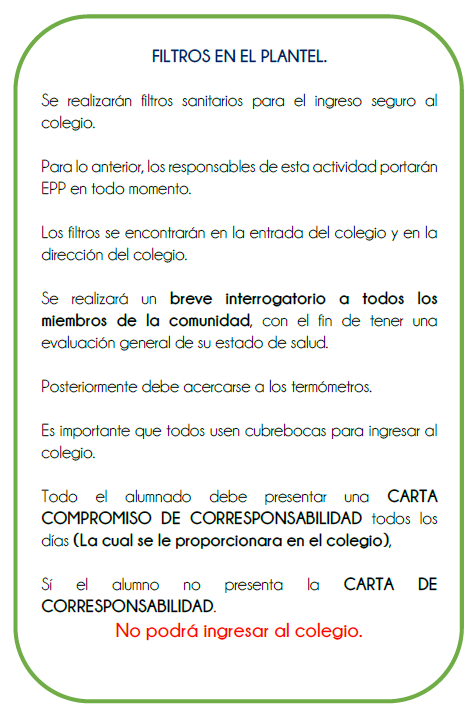 FILTROS EN EL PLANTEL.
Se realizarán filtros sanitarios para el ingreso seguro al
colegio.
Para lo anterior, los responsables de esta actividad portarán
EPP en todo momento.
Los filtros se encontrarán en la entrada del colegio y en la
dirección del colegio.
Se realizará un breve interrogatorio a todos los
miembros de la comunidad, con el fin de tener una
evaluación general de su estado de salud.
Posteriormente debe acercarse a los termómetros.
Es importante que todos usen cubrebocas para ingresar al
colegio.
Todo el alumnado debe presentar una CARTA
COMPROMISO DE CORRESPONSABILIDAD todos los
días (La cual se le proporcionara en el colegio),
Sí el alumno no presenta la CARTA DE
CORRESPONSABILIDAD.
No podrá ingresar al colegio.